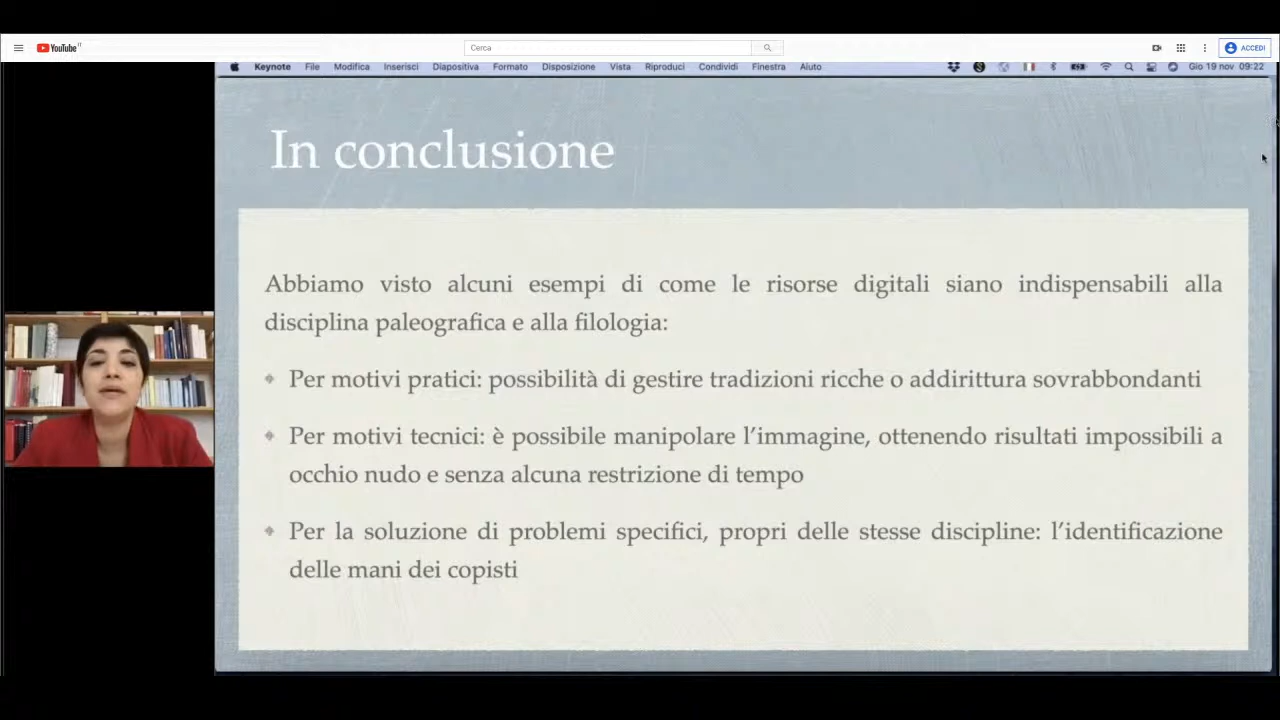 YouTube IT
Cerca
ACCEDI
Keynote File Modifica Inserisci Diapositiva Formato Disposizione Vista Riproduci Condividi Finestra Aiuto
Gio 19 nov 09:22
In conclusione
Abbiamo visto alcuni esempi di come le risorse digitali siano indispensabili alla
disciplina paleografica e alla filologia:
Per motivi pratici: possibilità di gestire tradizioni ricche o addirittura sovrabbondanti
Per motivi tecnici: è possibile manipolare l'immagine, ottenendo risultati impossibili a
occhio nudo e senza alcuna restrizione di tempo
Per la soluzione di problemi specifici, propri delle stesse discipline: l'identificazione
delle mani dei copisti